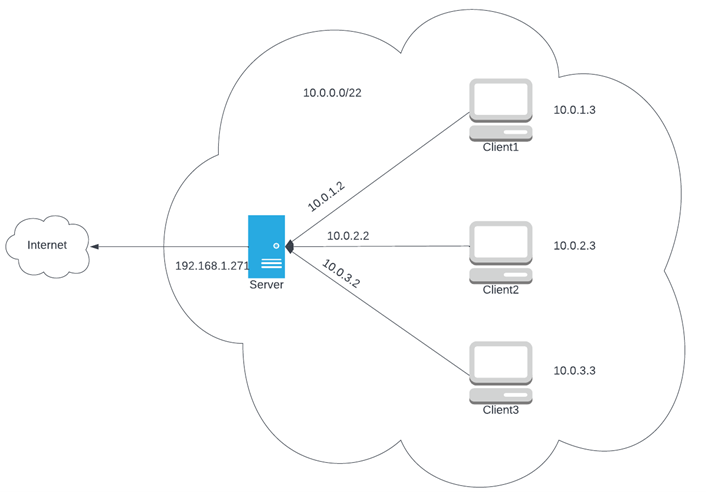 10.0.0.0/22
10.0.1.3
Client1
10.0.1.2
10.0.2.2
Internet
192.168.1.271
Server
10.0.2.3
Client2
10.0.3.2
10.0.3.3
Client3